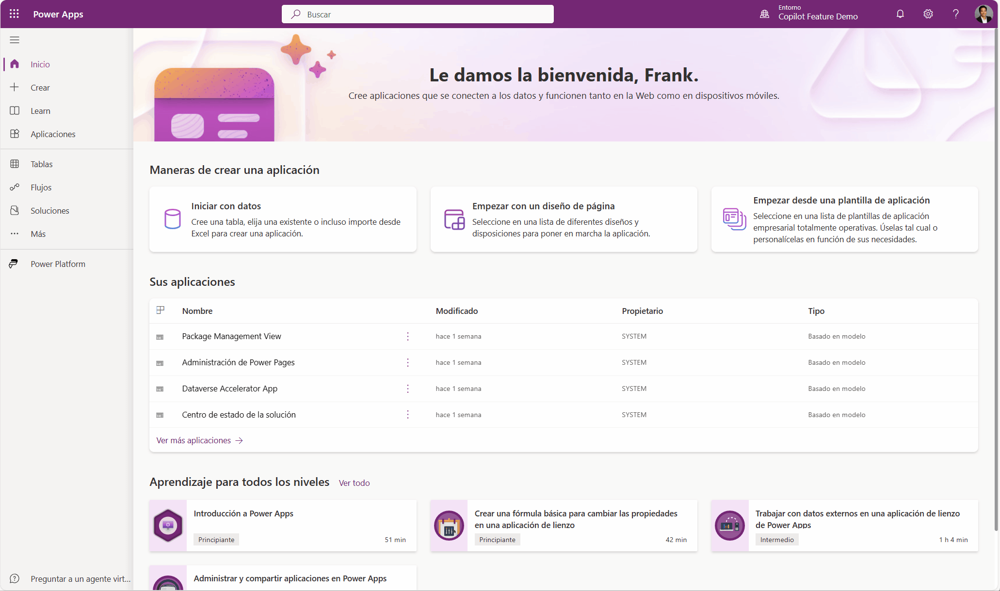 Power Apps
Buscar
Entorno
Copilot Feature Demo
Inicio
Crear
Learn
Aplicaciones
Tablas
Flujos
Soluciones
Más
Power Platform
Preguntar a un agente virt...
Le damos la bienvenida, Frank.
Cree aplicaciones que se conecten a los datos y funcionen tanto en la Web como en dispositivos móviles.
Maneras de crear una aplicación
Iniciar con datos
Cree una tabla, elija una existente o incluso importe desde
Excel para crear una aplicación.
Empezar con un diseño de página
Seleccione en una lista de diferentes diseños y
disposiciones para poner en marcha la aplicación.
Empezar desde una plantilla de aplicación
Seleccione en una lista de plantillas de aplicación
empresarial totalmente operativas. Úselas tal cual o
personalícelas en función de sus necesidades.
Sus aplicaciones
Nombre Modificado Propietario Tipo
Package Management View hace 1 semana SYSTEM Basado en modelo
Administración de Power Pages hace 1 semana SYSTEM Basado en modelo
Dataverse Accelerator App hace 1 semana SYSTEM Basado en modelo
Centro de estado de la solución hace 1 semana SYSTEM Basado en modelo
Ver más aplicaciones
Aprendizaje para todos los niveles Ver todo
Introducción a Power Apps
Principiante 51 min
Crear una fórmula básica para cambiar las propiedades
en una aplicación de lienzo
Principiante 42 min
Trabajar con datos externos en una aplicación de lienzo
de Power Apps
Intermedio 1 h 4 min
Administrar y compartir aplicaciones en Power Apps